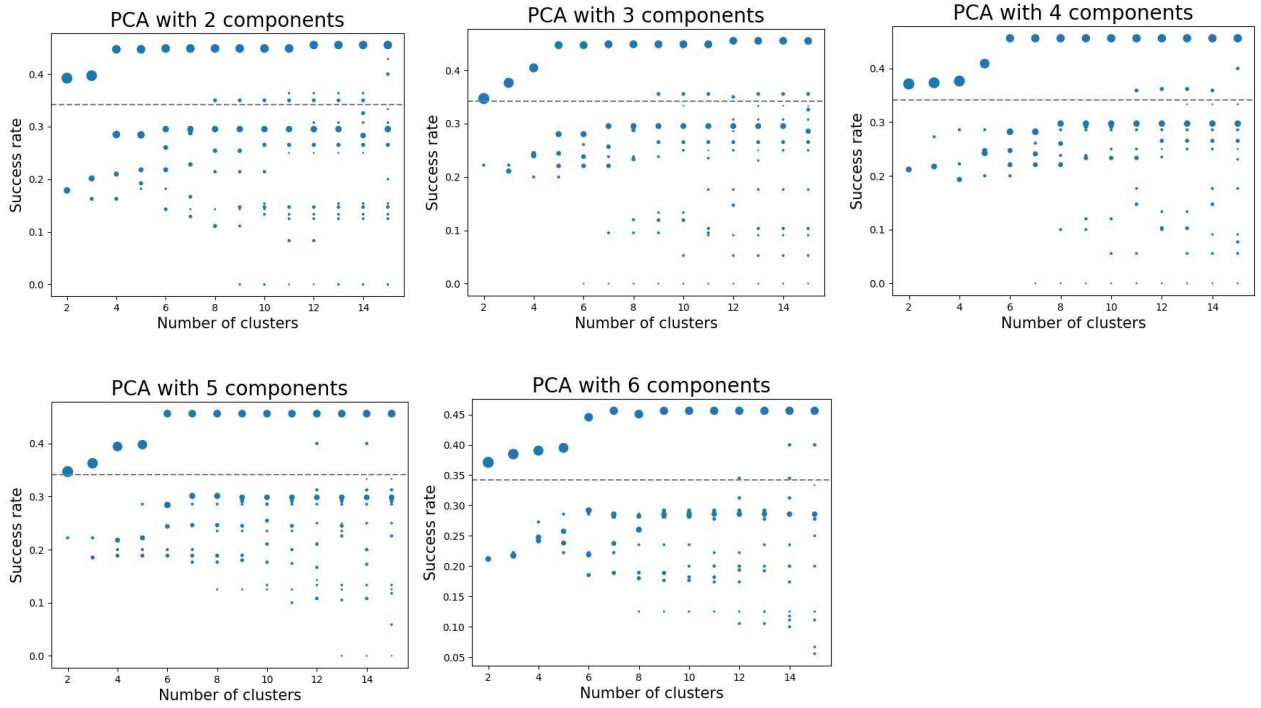 PCA with 2 components
Success rate
0.4
0.3
0.2
0.1
0.0
2 4 6 8 10 12 14
Number of clusters
PCA with 3 components
Success rate
0.4
0.3
0.2
0.1
0.0
2 4 6 8 10 12 14
Number of clusters
PCA with 4 components
Success rate
0.4
0.3
0.2
0.1
0.0
2 4 6 8 10 12 14
Number of clusters
PCA with 5 components
Success rate
0.4
0.3
0.2
0.1
0.0
2 4 6 8 10 12 14
Number of clusters
PCA with 6 components
Success rate
0.45
0.40
0.35
0.30
0.25
0.20
0.15
0.10
0.05
2 4 6 8 10 12 14
Number of clusters